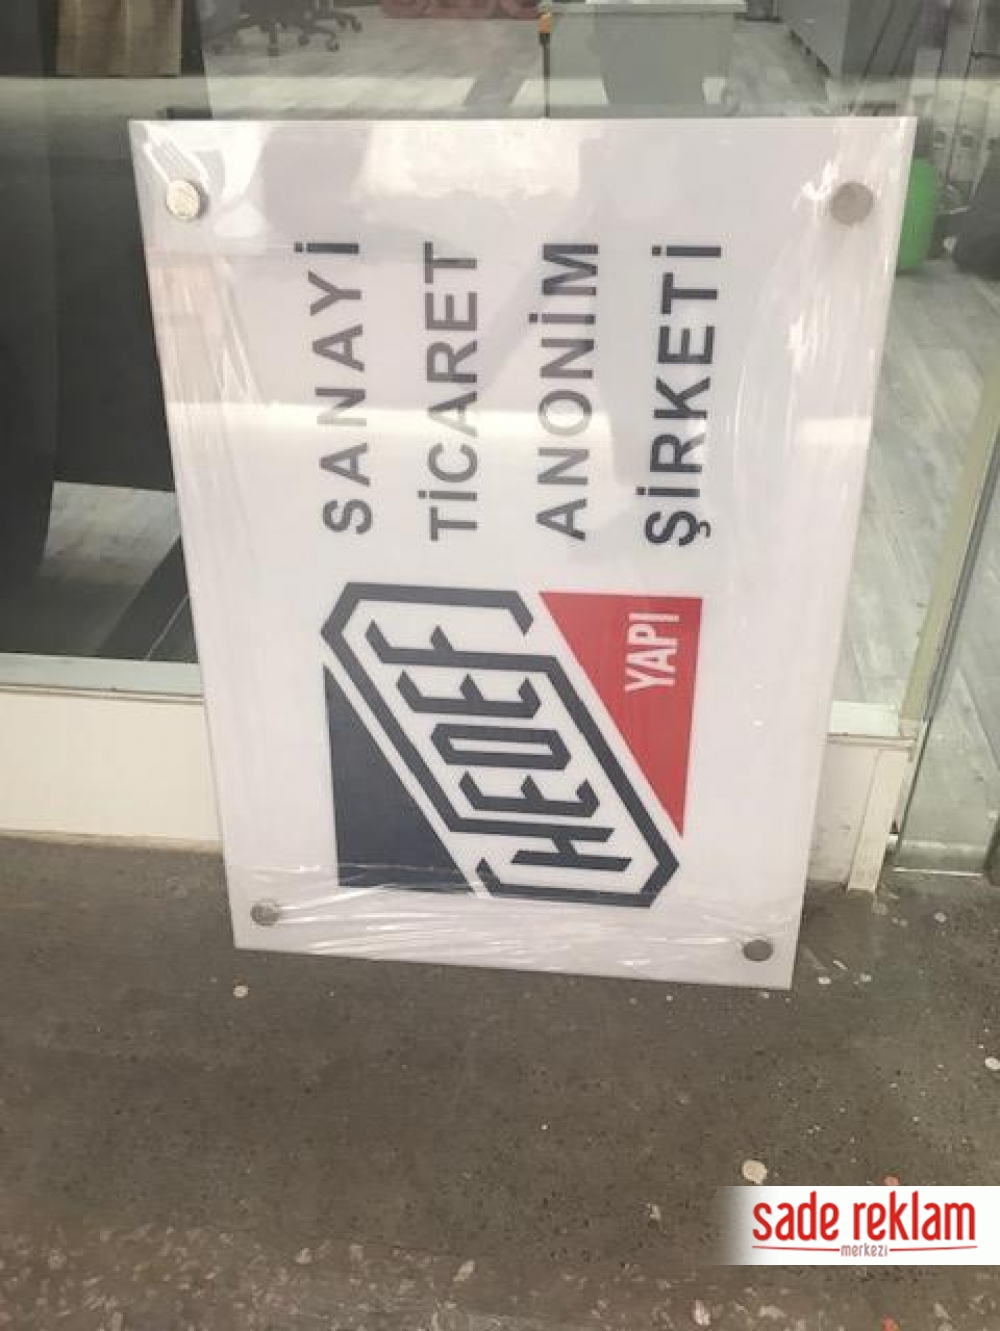 HEDEF
YAPI
SANAYİ
TİCARET
ANONİM
ŞİRKETİ
sade reklam
merkezi